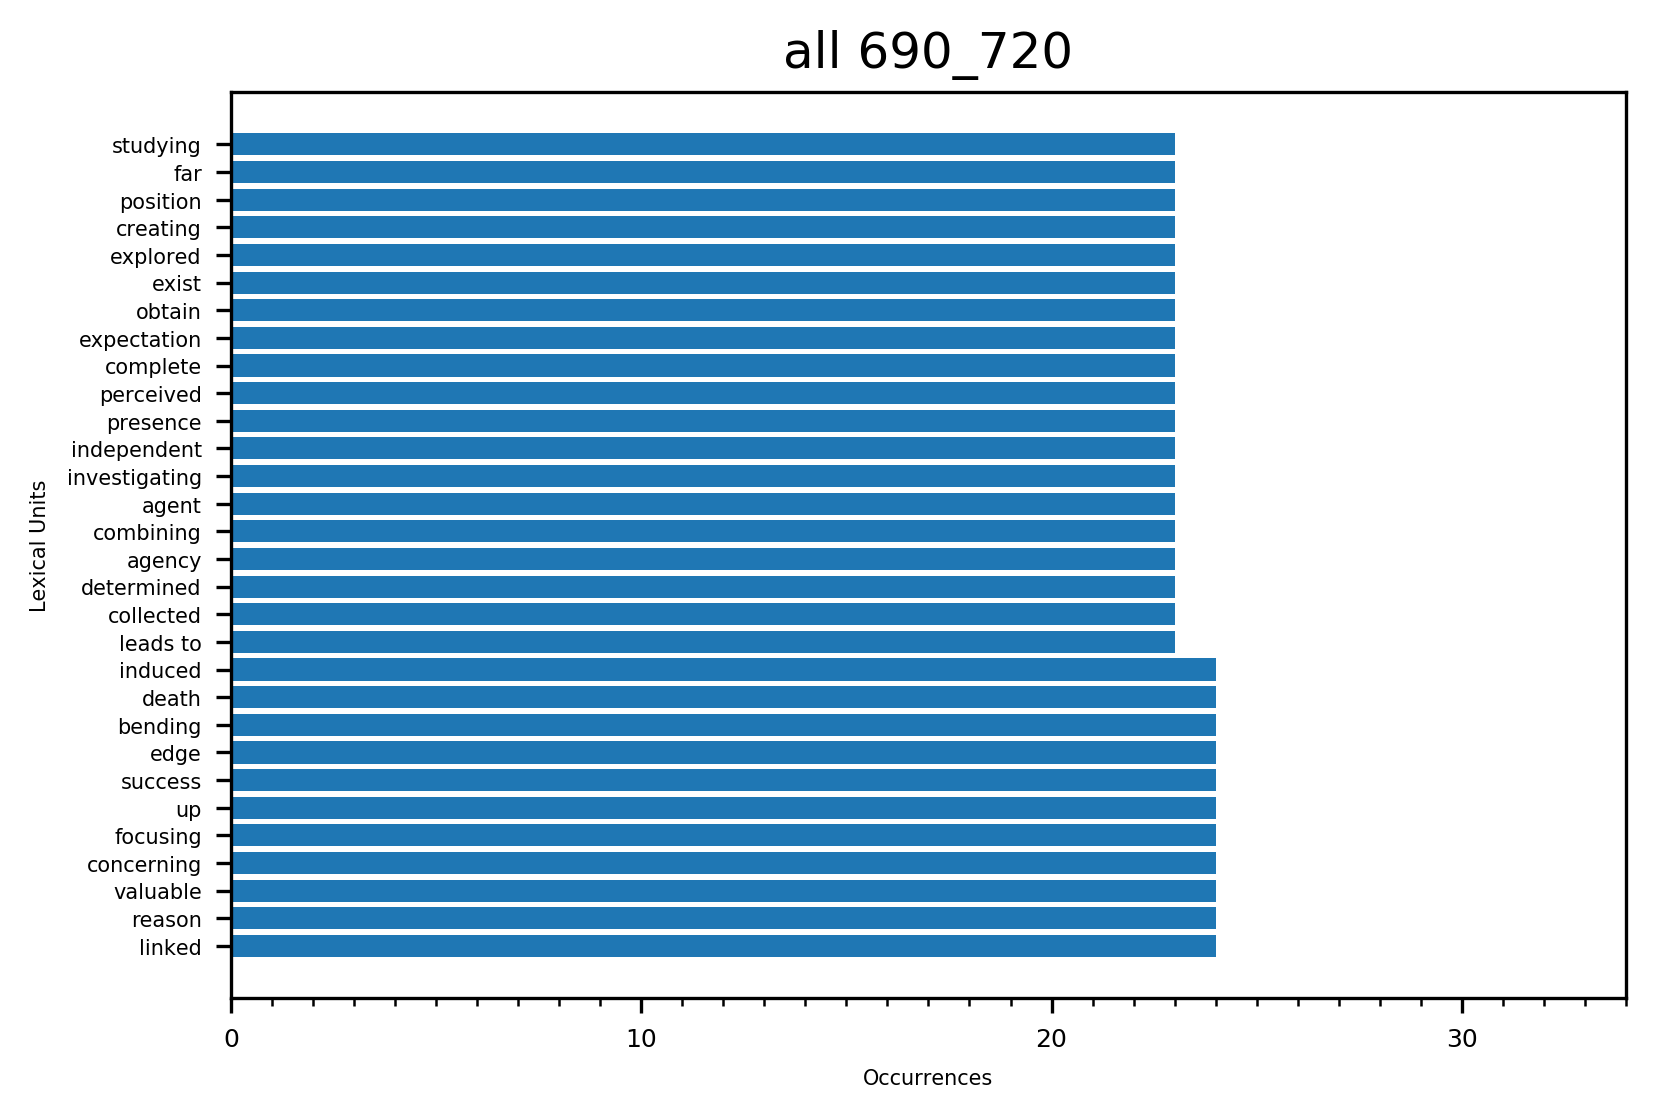 all 690_720
studying
far
position
creating
explored
exist
obtain
expectation
complete
perceived
presence
independent
investigating
agent
combining
agency
determined
collected
leads to
induced
death
bending
edge
success
up
focusing
concerning
valuable
reason
linked
Lexical Units
0 10 20 30
Occurrences